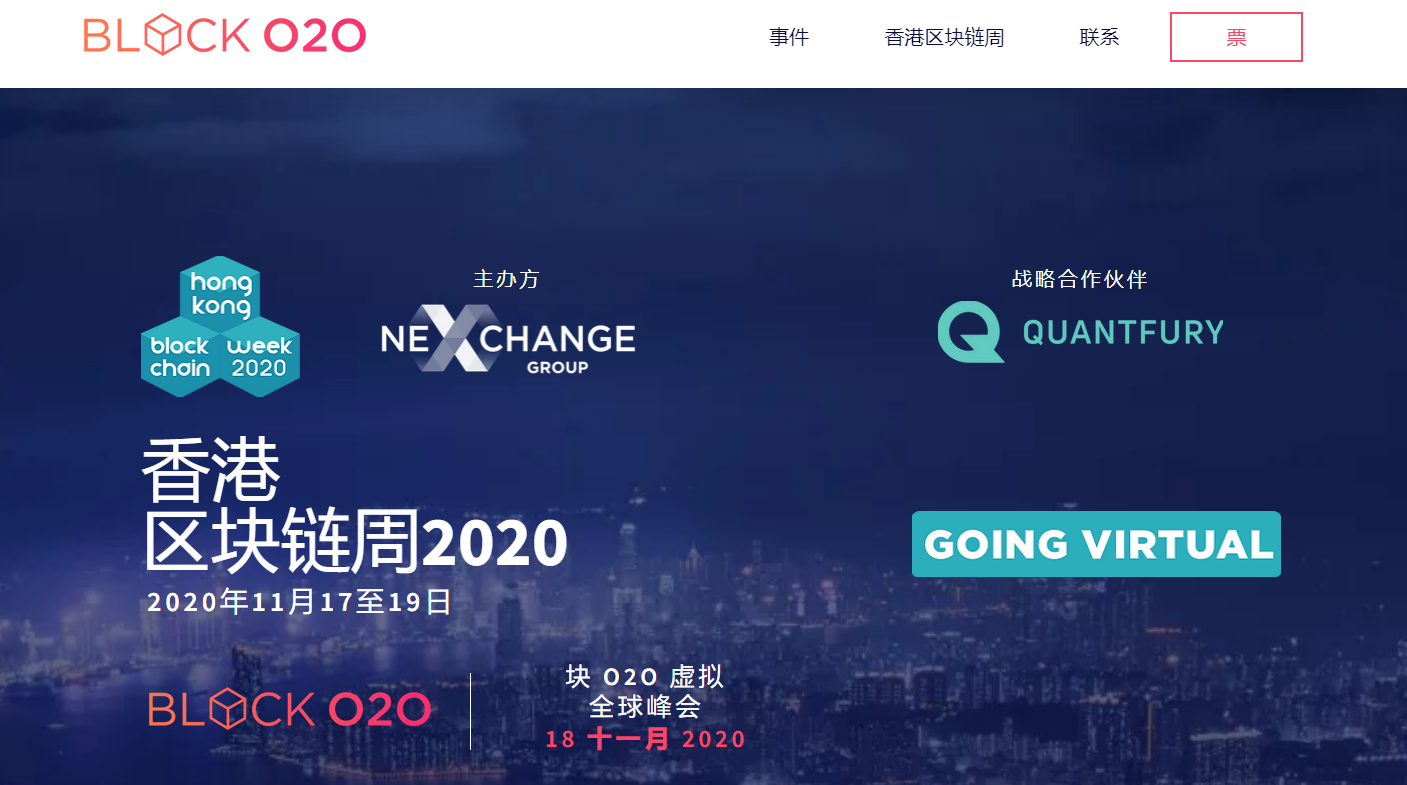 BLOCK O2O
事件
香港区块链周
联系
票
hong
kong
block
chain
week
2020
主办方
NEXCHANGE
GROUP
战略合作伙伴
QUANTFURY
香港
区块链周2020
2020年11月17至19日
GOING VIRTUAL
BLOCK O2O
块 O2O 虚拟
全球峰会
18 十一月 2020